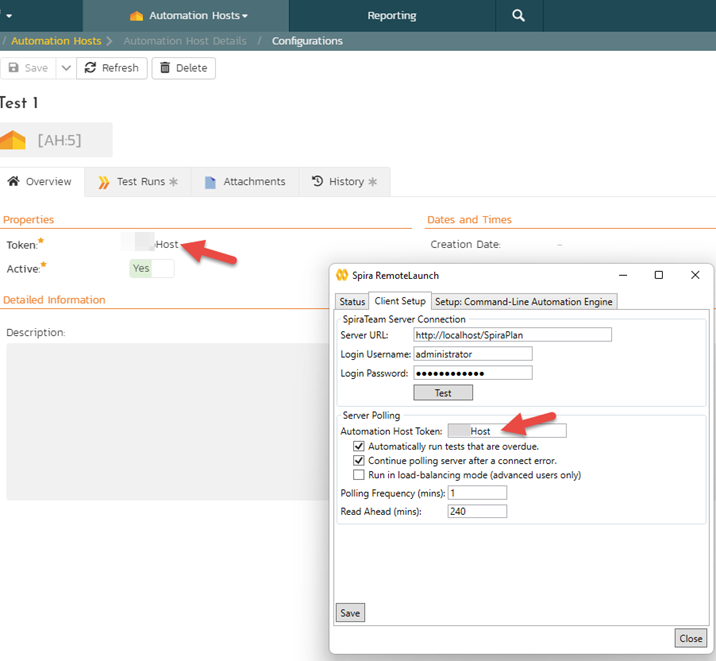 Automation Hosts
Reporting
/ Automation Hosts
Automation Host Details / Configurations
Save
Refresh
Delete
Test 1
[AH:5]
Overview
Test Runs
Attachments
History
Properties
Dates and Times
Token:
Host
Creation Date: –
Active:
Yes
Detailed Information
Description:
Spira RemoteLaunch
Status
Client Setup
Setup: Command-Line Automation Engine
SpiraTeam Server Connection
Server URL: http://localhost/SpiraPlan
Login Username: administrator
Login Password: ●●●●●●●●●●●●
Test
Server Polling
Automation Host Token: Host
Automatically run tests that are overdue.
Continue polling server after a connect error.
Run in load-balancing mode (advanced users only)
Polling Frequency (mins): 1
Read Ahead (mins): 240
Save
Close